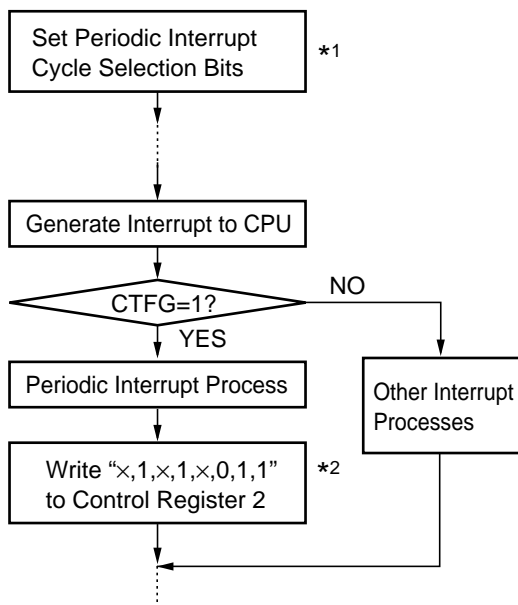 Set Periodic Interrupt
Cycle Selection Bits
*1
Generate Interrupt to CPU
CTFG=1?
NO
YES
Periodic Interrupt Process
Other Interrupt
Processes
Write “×,1,×,1,×,0,1,1”
to Control Register 2
*2